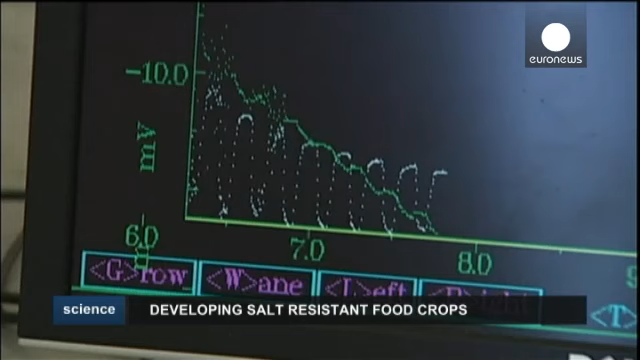 euronews
-10.0
mV
6.0
7.0
8.0
<G>row
<W>ane
<L>eft
<T>
science
DEVELOPING SALT RESISTANT FOOD CROPS